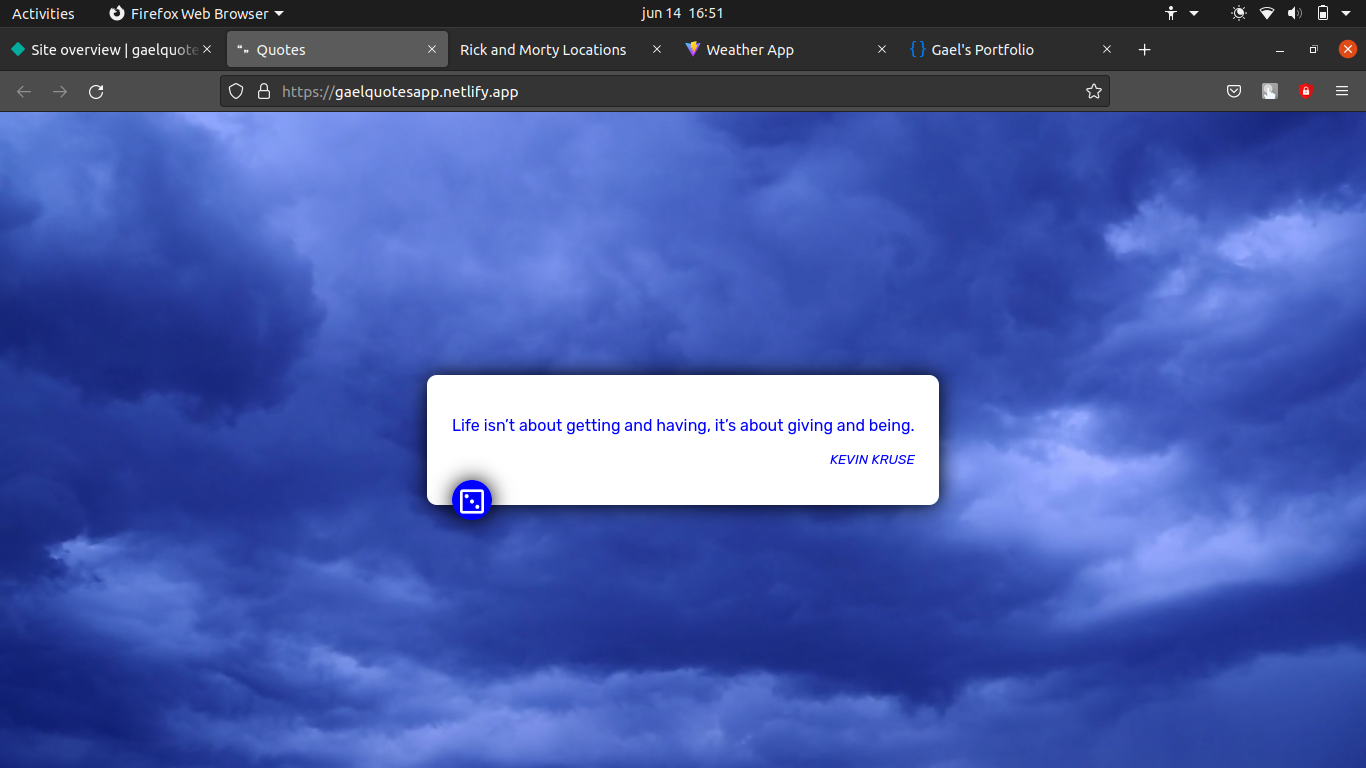 Activities Firefox Web Browser jun 14 16:51
Site overview | gaelquote Quotes Rick and Morty Locations Weather App Gael's Portfolio
https://gaelquotesapp.netlify.app
Life isn’t about getting and having, it’s about giving and being.
KEVIN KRUSE